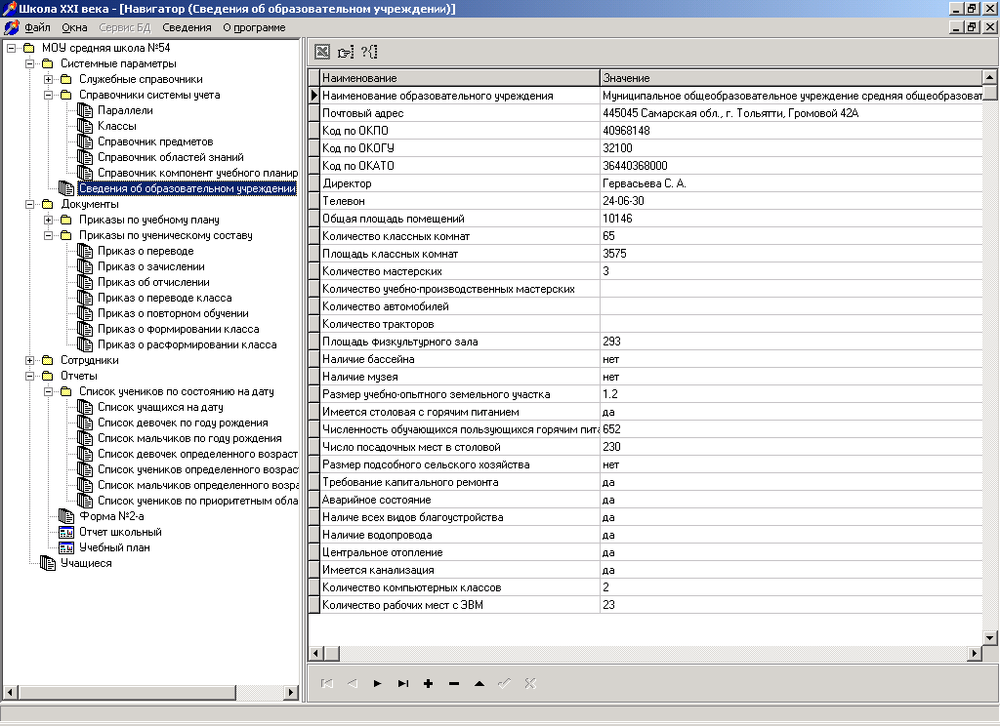 Школа XXI века - [Навигатор (Сведения об образовательном учреждении)]
Файл Окна Сервис БД Сведения О программе
МОУ средняя школа №54
Системные параметры
Служебные справочники
Справочники системы учета
Параллели
Классы
Справочник предметов
Справочник областей знаний
Справочник компонент учебного планир
Сведения об образовательном учреждении
Документы
Приказы по учебному плану
Приказы по ученическому составу
Приказ о переводе
Приказ о зачислении
Приказ об отчислении
Приказ о переводе класса
Приказ о повторном обучении
Приказ о формировании класса
Приказ о расформировании класса
Сотрудники
Отчеты
Список учеников по состоянию на дату
Список учащихся на дату
Список девочек по году рождения
Список мальчиков по году рождения
Список девочек определенного возраст
Список учеников определенного возраст
Список мальчиков определенного возра
Список учеников по приоритетным обла
Форма №2-а
Отчет школьный
Учебный план
Учащиеся
Наименование Значение
Наименование образовательного учреждения Муниципальное общеобразовательное учреждение средняя общеобразоват
Почтовый адрес 445045 Самарская обл., г. Тольятти, Громовой 42А
Код по ОКПО 40968148
Код по ОКОГУ 32100
Код по ОКАТО 36440368000
Директор Гервасьева С. А.
Телевон 24-06-30
Общая площадь помещений 10146
Количество классных комнат 65
Площадь классных комнат 3575
Количество мастерских 3
Количество учебно-производственных мастерских
Количество автомобилей
Количество тракторов
Площадь физкультурного зала 293
Наличие бассейна нет
Наличие музея нет
Размер учебно-опытного земельного участка 1.2
Имеется столовая с горячим питанием да
Численность обучающихся пользующихся горячим пита 652
Число посадочных мест в столовой 230
Размер подсобного сельского хозяйства нет
Требование капитального ремонта да
Аварийное состояние да
Наличе всех видов благоустройства да
Наличие водопровода да
Центральное отопление да
Имеется канализация да
Количество компьютерных классов 2
Количество рабочих мест с ЭВМ 23